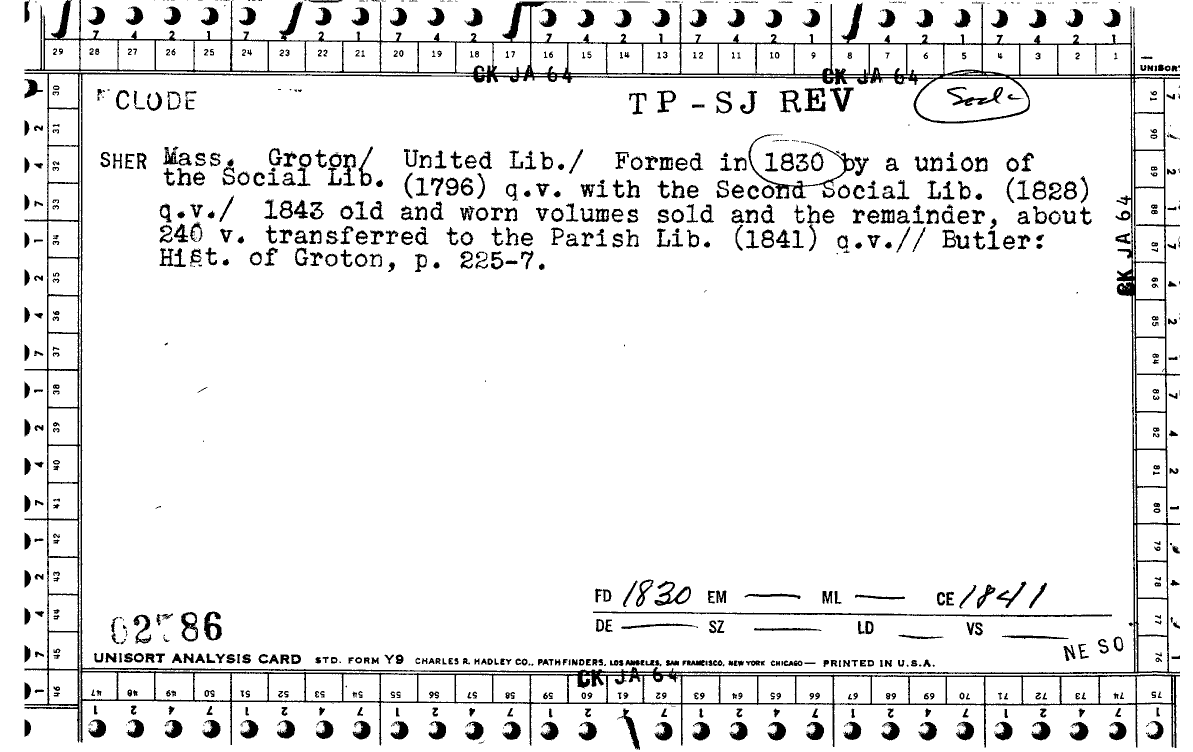 7 4 2 1 7 4 2 1 7 4 2 1 7 4 2 1 7 4 2 1 7 4 2 1 7 4 2 1
29 28 27 26 25 24 23 22 21 20 19 18 17 16 15 14 13 12 11 10 9 8 7 6 5 4 3 2 1
CK JA 64 CK JA 64 UNISORT
CLODE TP-SJ REV
SHER Mass. Groton/ United Lib./ Formed in 1830 by a union of
the Social Lib. (1796) q.v. with the Second Social Lib. (1828)
q.v./ 1843 old and worn volumes sold and the remainder, about
240 v. transferred to the Parish Lib. (1841) q.v.// Butler:
Hist. of Groton, p. 225-7.
CK JA 64
30 31 32 33 34 35 36 37 38 39 40 41 42 43 44 45 46
91 90 89 88 87 86 85 84 83 82 81 80 79 78 77 76
FD 1830 EM — ML — CE 1841
DE — SZ — LD — VS —
NE SO
UNISORT ANALYSIS CARD STD. FORM Y9 CHARLES R. HADLEY CO., PATHFINDERS, LOS ANGELES, SAN FRANCISCO, NEW YORK CHICAGO — PRINTED IN U.S.A.
CK JA 64
47 48 49 50 51 52 53 54 55 56 57 58 59 60 61 62 63 64 65 66 67 68 69 70 71 72 73 74 75
1 2 4 7 1 2 4 7 1 2 4 7 1 2 4 7 1 2 4 7 1 2 4 7 1 2 4 7 1